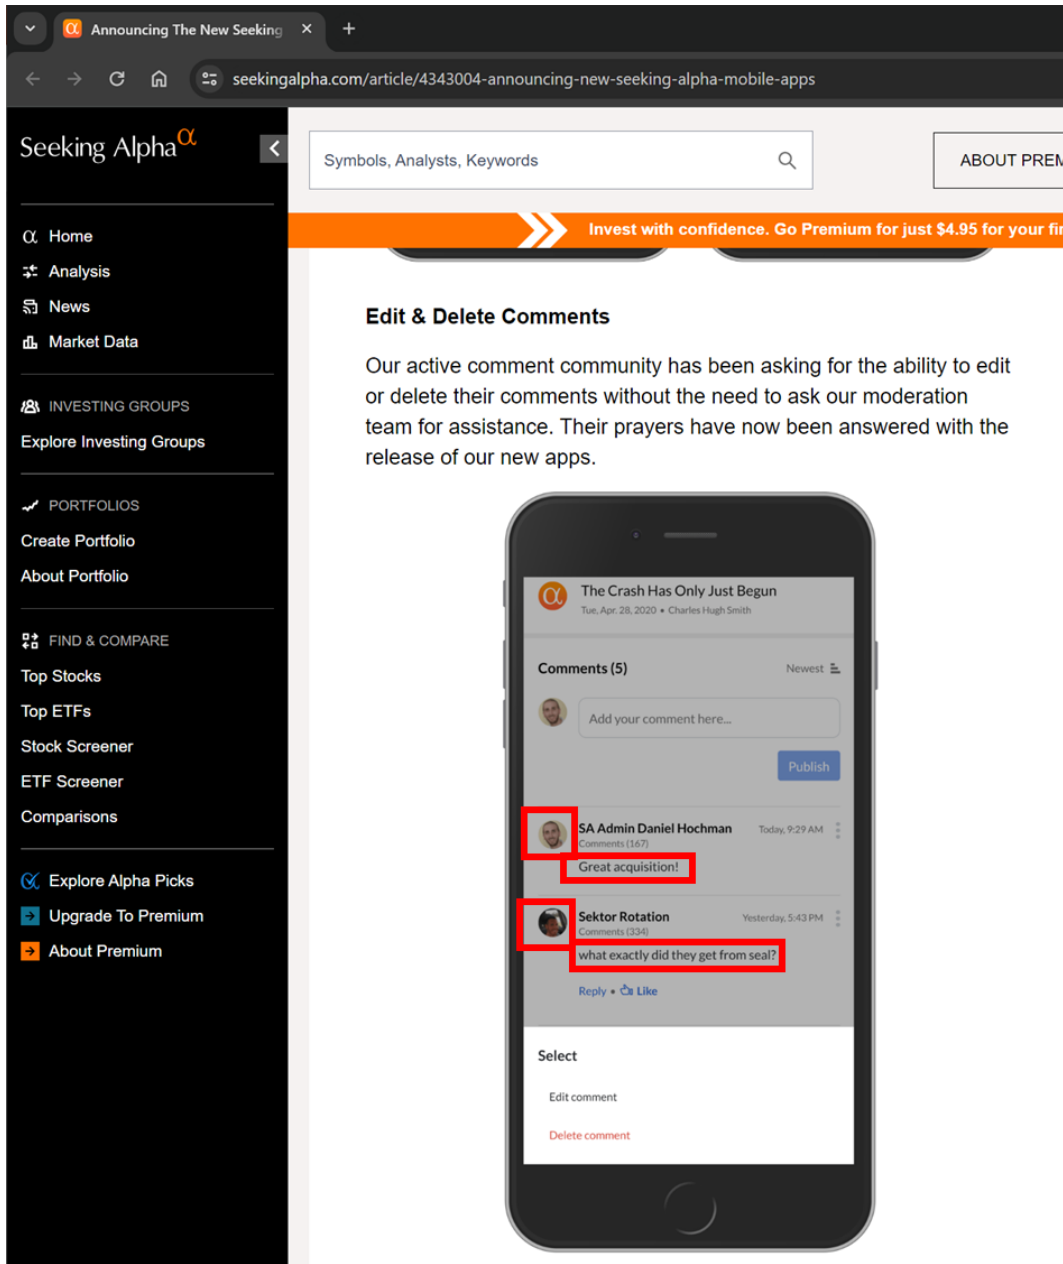 Announcing The New Seeking
seekingalpha.com/article/4343004-announcing-new-seeking-alpha-mobile-apps
Seeking Alpha α
Symbols, Analysts, Keywords
ABOUT PREM
Invest with confidence. Go Premium for just $4.95 for your fir
Home
Analysis
News
Market Data
INVESTING GROUPS
Explore Investing Groups
PORTFOLIOS
Create Portfolio
About Portfolio
FIND & COMPARE
Top Stocks
Top ETFs
Stock Screener
ETF Screener
Comparisons
Explore Alpha Picks
Upgrade To Premium
About Premium
Edit & Delete Comments
Our active comment community has been asking for the ability to edit
or delete their comments without the need to ask our moderation
team for assistance. Their prayers have now been answered with the
release of our new apps.
The Crash Has Only Just Begun
Tue, Apr. 28, 2020 • Charles Hugh Smith
Comments (5)
Newest
Add your comment here...
Publish
SA Admin Daniel Hochman
Today, 9:29 AM
Comments (167)
Great acquisition!
Sektor Rotation
Yesterday, 5:43 PM
Comments (334)
what exactly did they get from seal?
Reply • Like
Select
Edit comment
Delete comment